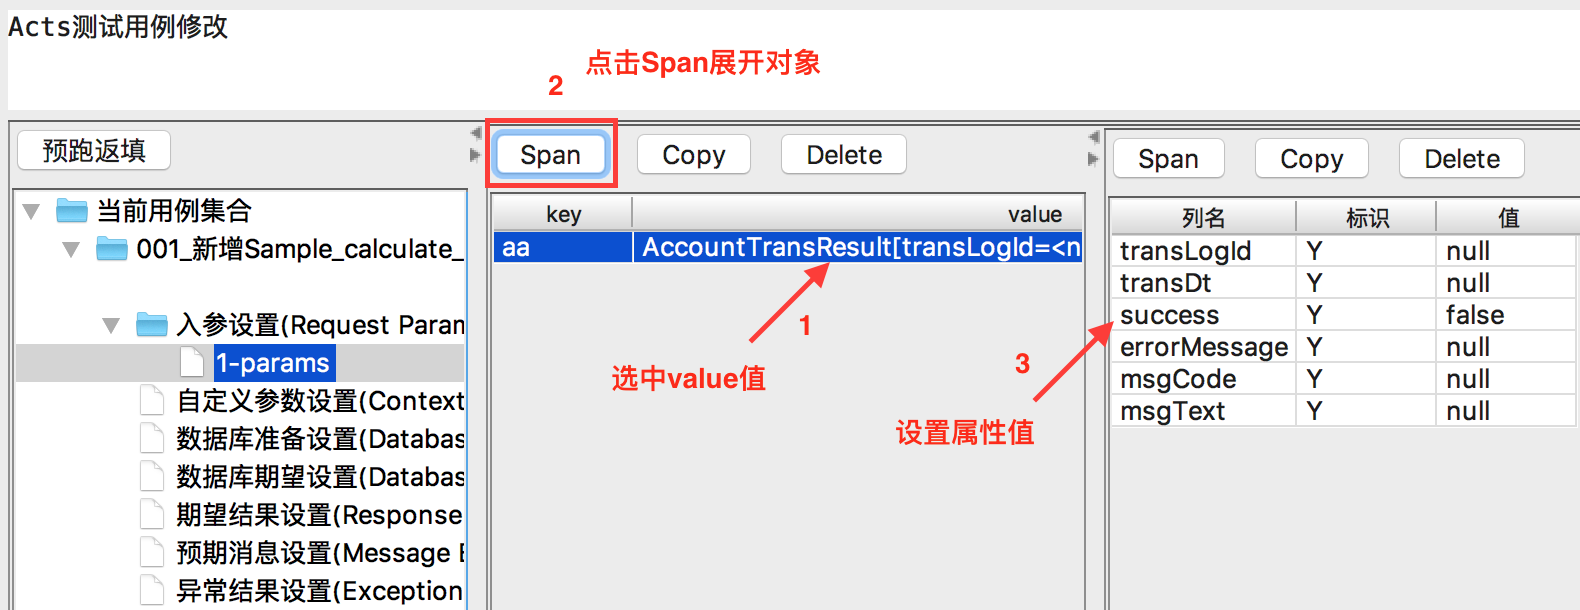 Acts测试用例修改
点击Span展开对象
2
预跑返填
Span Copy Delete
Span Copy Delete
当前用例集合
001_新增Sample_calculate_
入参设置(Request Param
1-params
自定义参数设置(Context
数据库准备设置(Databas
数据库期望设置(Databas
期望结果设置(Response
预期消息设置(Message E
异常结果设置(Exception
key value
aa AccountTransResult[transLogId=<n
1
选中value值
3
设置属性值
列名 标识 值
transLogId Y null
transDt Y null
success Y false
errorMessage Y null
msgCode Y null
msgText Y null